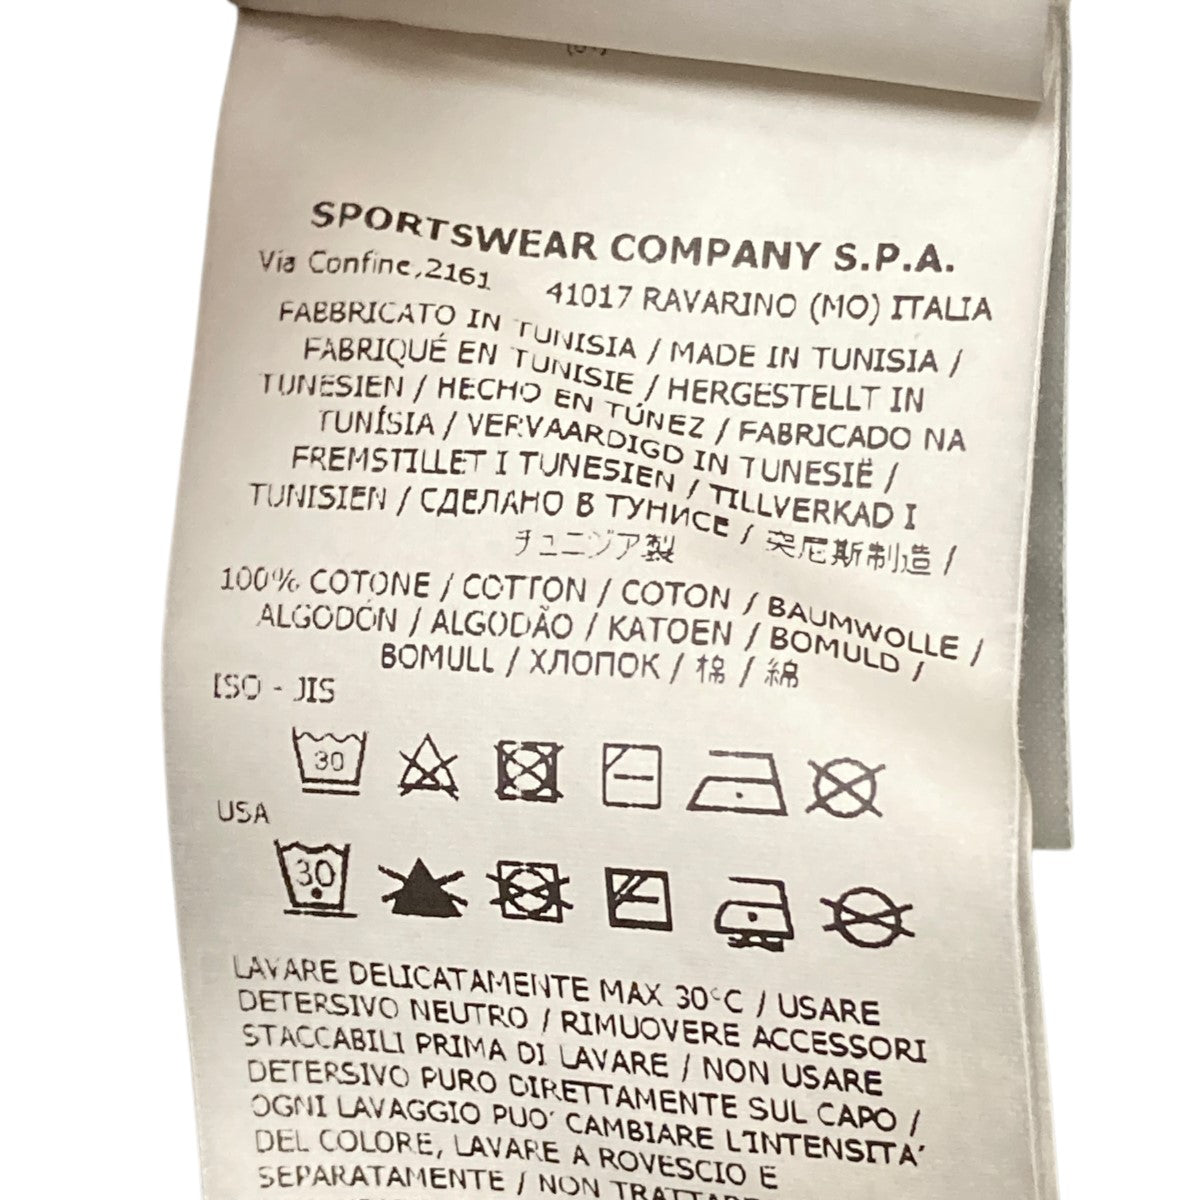 SPORTSWEAR COMPANY S.P.A.
Via Confine,2161 41017 RAVARINO (MO) ITALIA
FABBRICATO IN TUNISIA / MADE IN TUNISIA /
FABRIQUÉ EN TUNISIE / HERGESTELLT IN
TUNESIEN / HECHO EN TÚNEZ / FABRICADO NA
TUNÍSIA / VERVAARDIGD IN TUNESIË /
FREMSTILLET I TUNESIEN / TILLVERKAD I
TUNISIEN / СДЕЛАНО В ТУНИСЕ /
チュニジア製 / 突尼斯制造 /
100% COTONE / COTTON / COTON / BAUMWOLLE /
ALGODÓN / ALGODÃO / KATOEN / BOMULD /
BOMULL / ХЛОПОК / 棉 / 綿
ISO - JIS
30
USA
30
LAVARE DELICATAMENTE MAX 30°C / USARE
DETERSIVO NEUTRO / RIMUOVERE ACCESSORI
STACCABILI PRIMA DI LAVARE / NON USARE
DETERSIVO PURO DIRETTAMENTE SUL CAPO /
OGNI LAVAGGIO PUO' CAMBIARE L'INTENSITA'
DEL COLORE, LAVARE A ROVESCIO E
SEPARATAMENTE / NON TRATTARE